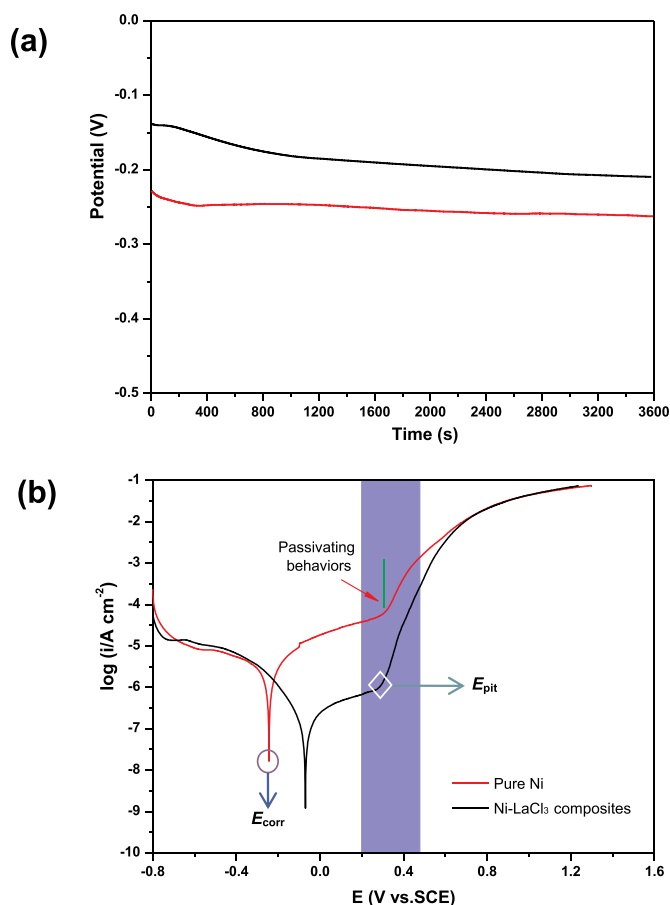 (a)
0.0
-0.1
-0.2
-0.3
-0.4
-0.5
Potential (V)
0 400 800 1200 1600 2000 2400 2800 3200 3600
Time (s)
(b)
-1
-2
-3
-4
-5
-6
-7
-8
-9
-10
log (i/A cm⁻²)
Passivating
behaviors
E_pit
E_corr
Pure Ni
Ni-LaCl₃ composites
-0.8 -0.4 0.0 0.4 0.8 1.2 1.6
E (V vs.SCE)